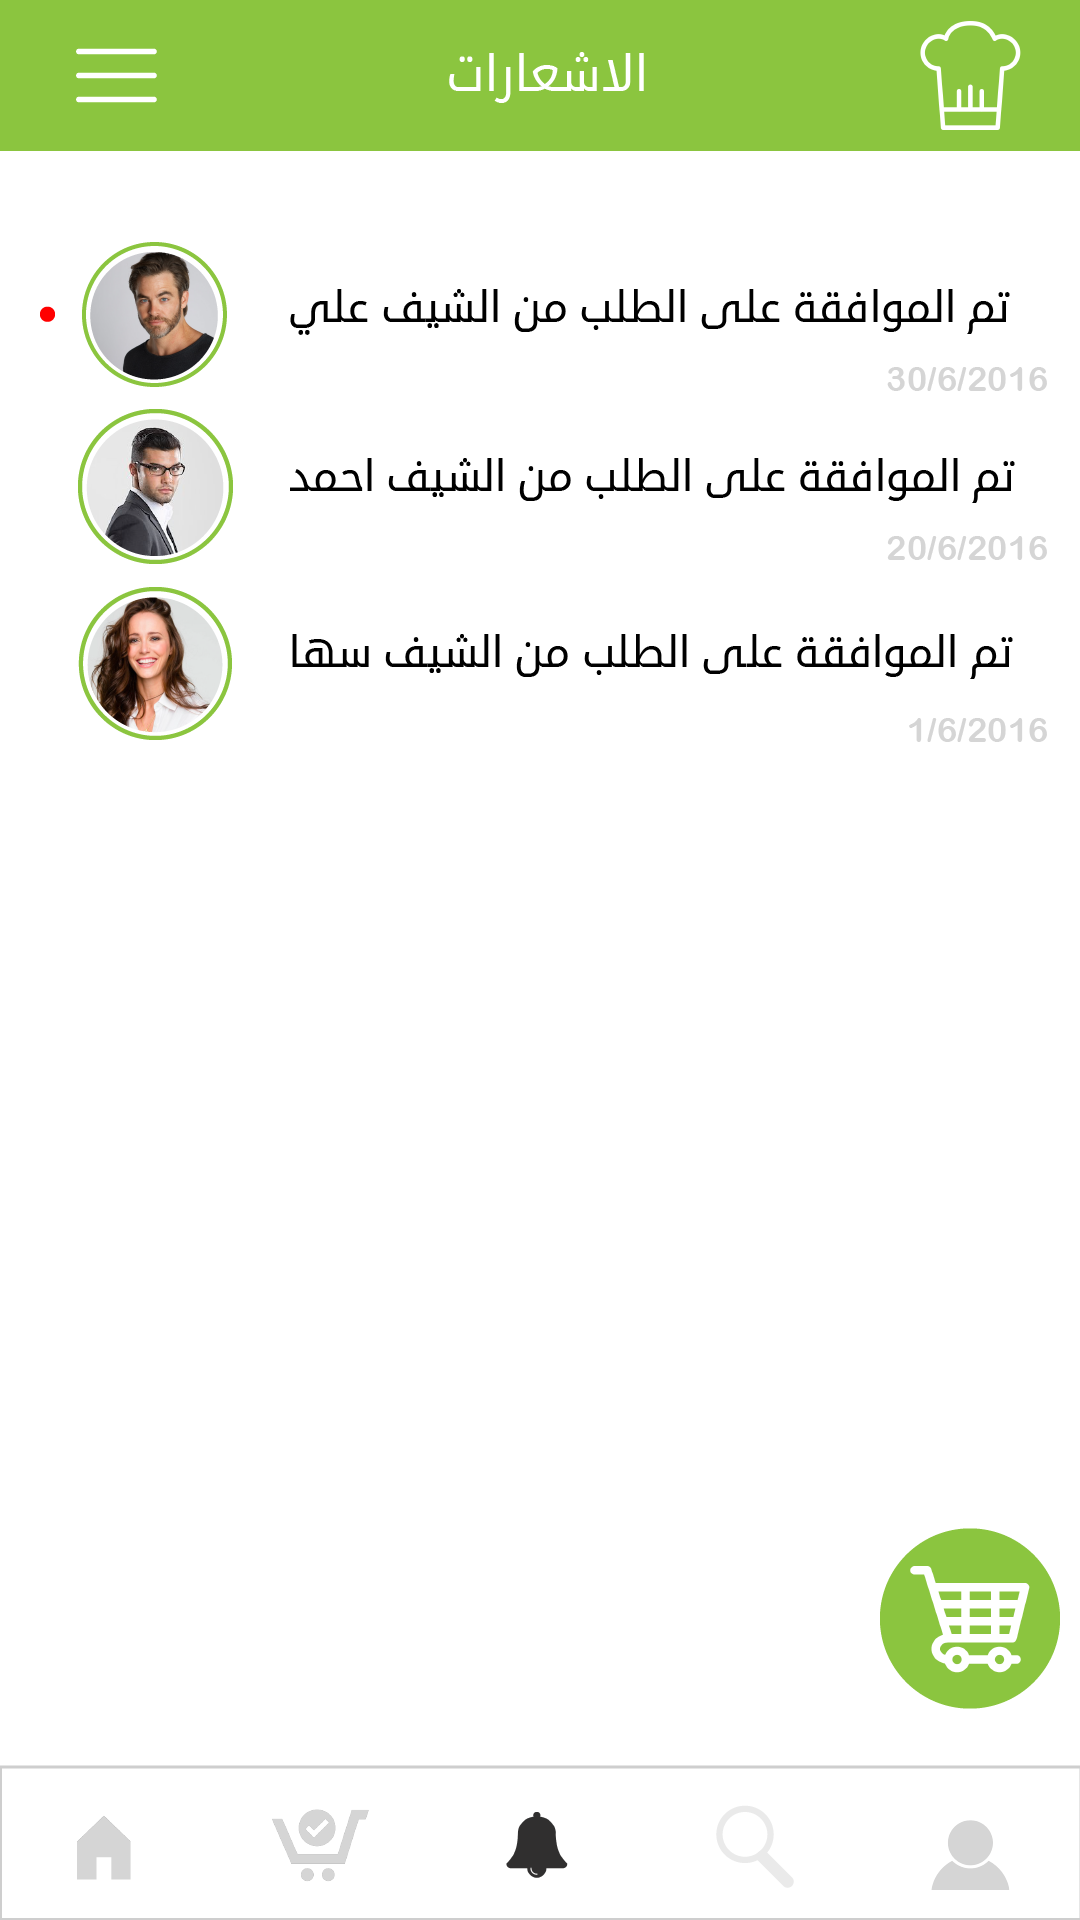 الاشعارات
تم الموافقة على الطلب من الشيف علي
30/6/2016
تم الموافقة على الطلب من الشيف احمد
20/6/2016
تم الموافقة على الطلب من الشيف سها
1/6/2016